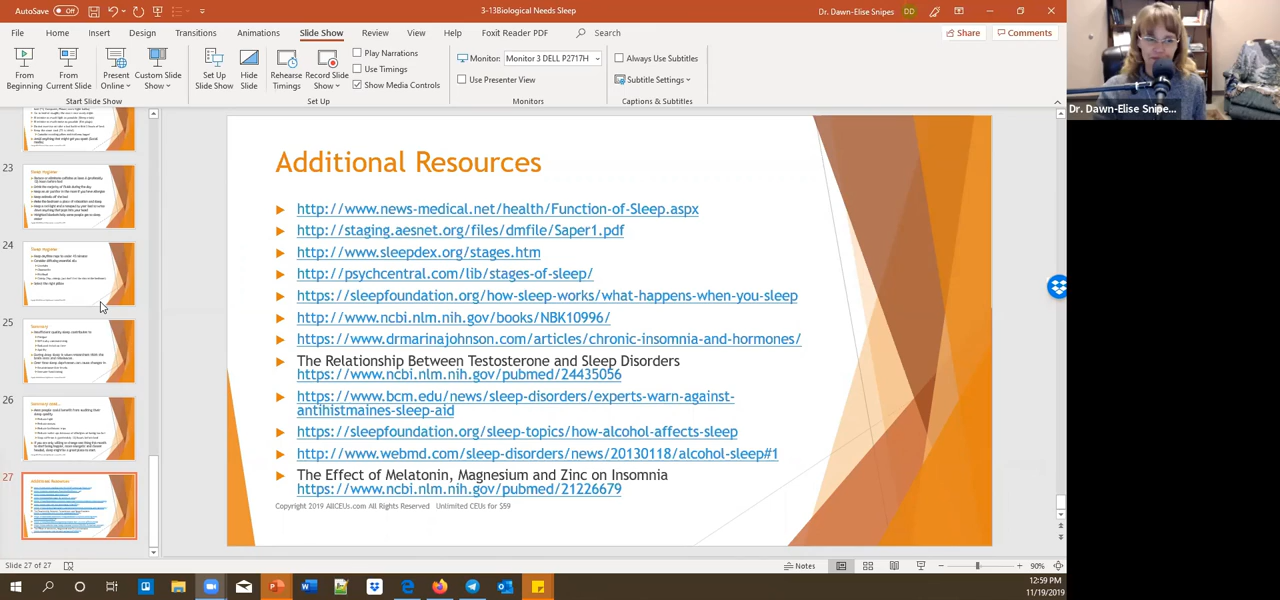 AutoSave Off
3-13Biological Needs Sleep
Dr. Dawn-Elise Snipes DD
File Home Insert Design Transitions Animations Slide Show Review View Help Foxit Reader PDF Search
Share Comments
From Beginning
From Current Slide
Present Online
Custom Slide Show
Set Up Slide Show
Hide Slide
Rehearse Timings
Record Slide Show
Play Narrations
Use Timings
Show Media Controls
Monitor: Monitor 3 DELL P2717H
Use Presenter View
Always Use Subtitles
Subtitle Settings
Start Slide Show
Set Up
Monitors
Captions & Subtitles
Dr. Dawn-Elise Snipe...
23
24
25
Summary
26
27
Additional Resources
Additional Resources
http://www.news-medical.net/health/Function-of-Sleep.aspx
http://staging.aesnet.org/files/dmfile/Saper1.pdf
http://www.sleepdex.org/stages.htm
http://psychcentral.com/lib/stages-of-sleep/
https://sleepfoundation.org/how-sleep-works/what-happens-when-you-sleep
http://www.ncbi.nlm.nih.gov/books/NBK10996/
https://www.drmarinajohnson.com/articles/chronic-insomnia-and-hormones/
The Relationship Between Hormone and Sleep Disorders
https://www.ncbi.nlm.nih.gov/pubmed/24435056
https://www.bcm.edu/news/sleep-disorders/experts-warn-against-
antihistmaines-sleep-aid
https://sleepfoundation.org/sleep-topics/how-alcohol-affects-sleep
http://www.webmd.com/sleep-disorders/news/20130118/alcohol-sleep#1
The Effect of Melatonin, Magnesium and Zinc on Insomnia
https://www.ncbi.nlm.nih.gov/pubmed/21226679
Copyright 2019 AllCEUs.com All Rights Reserved Unlimited CEUs for $59
Slide 27 of 27
Notes
90%
12:59 PM
11/19/2019